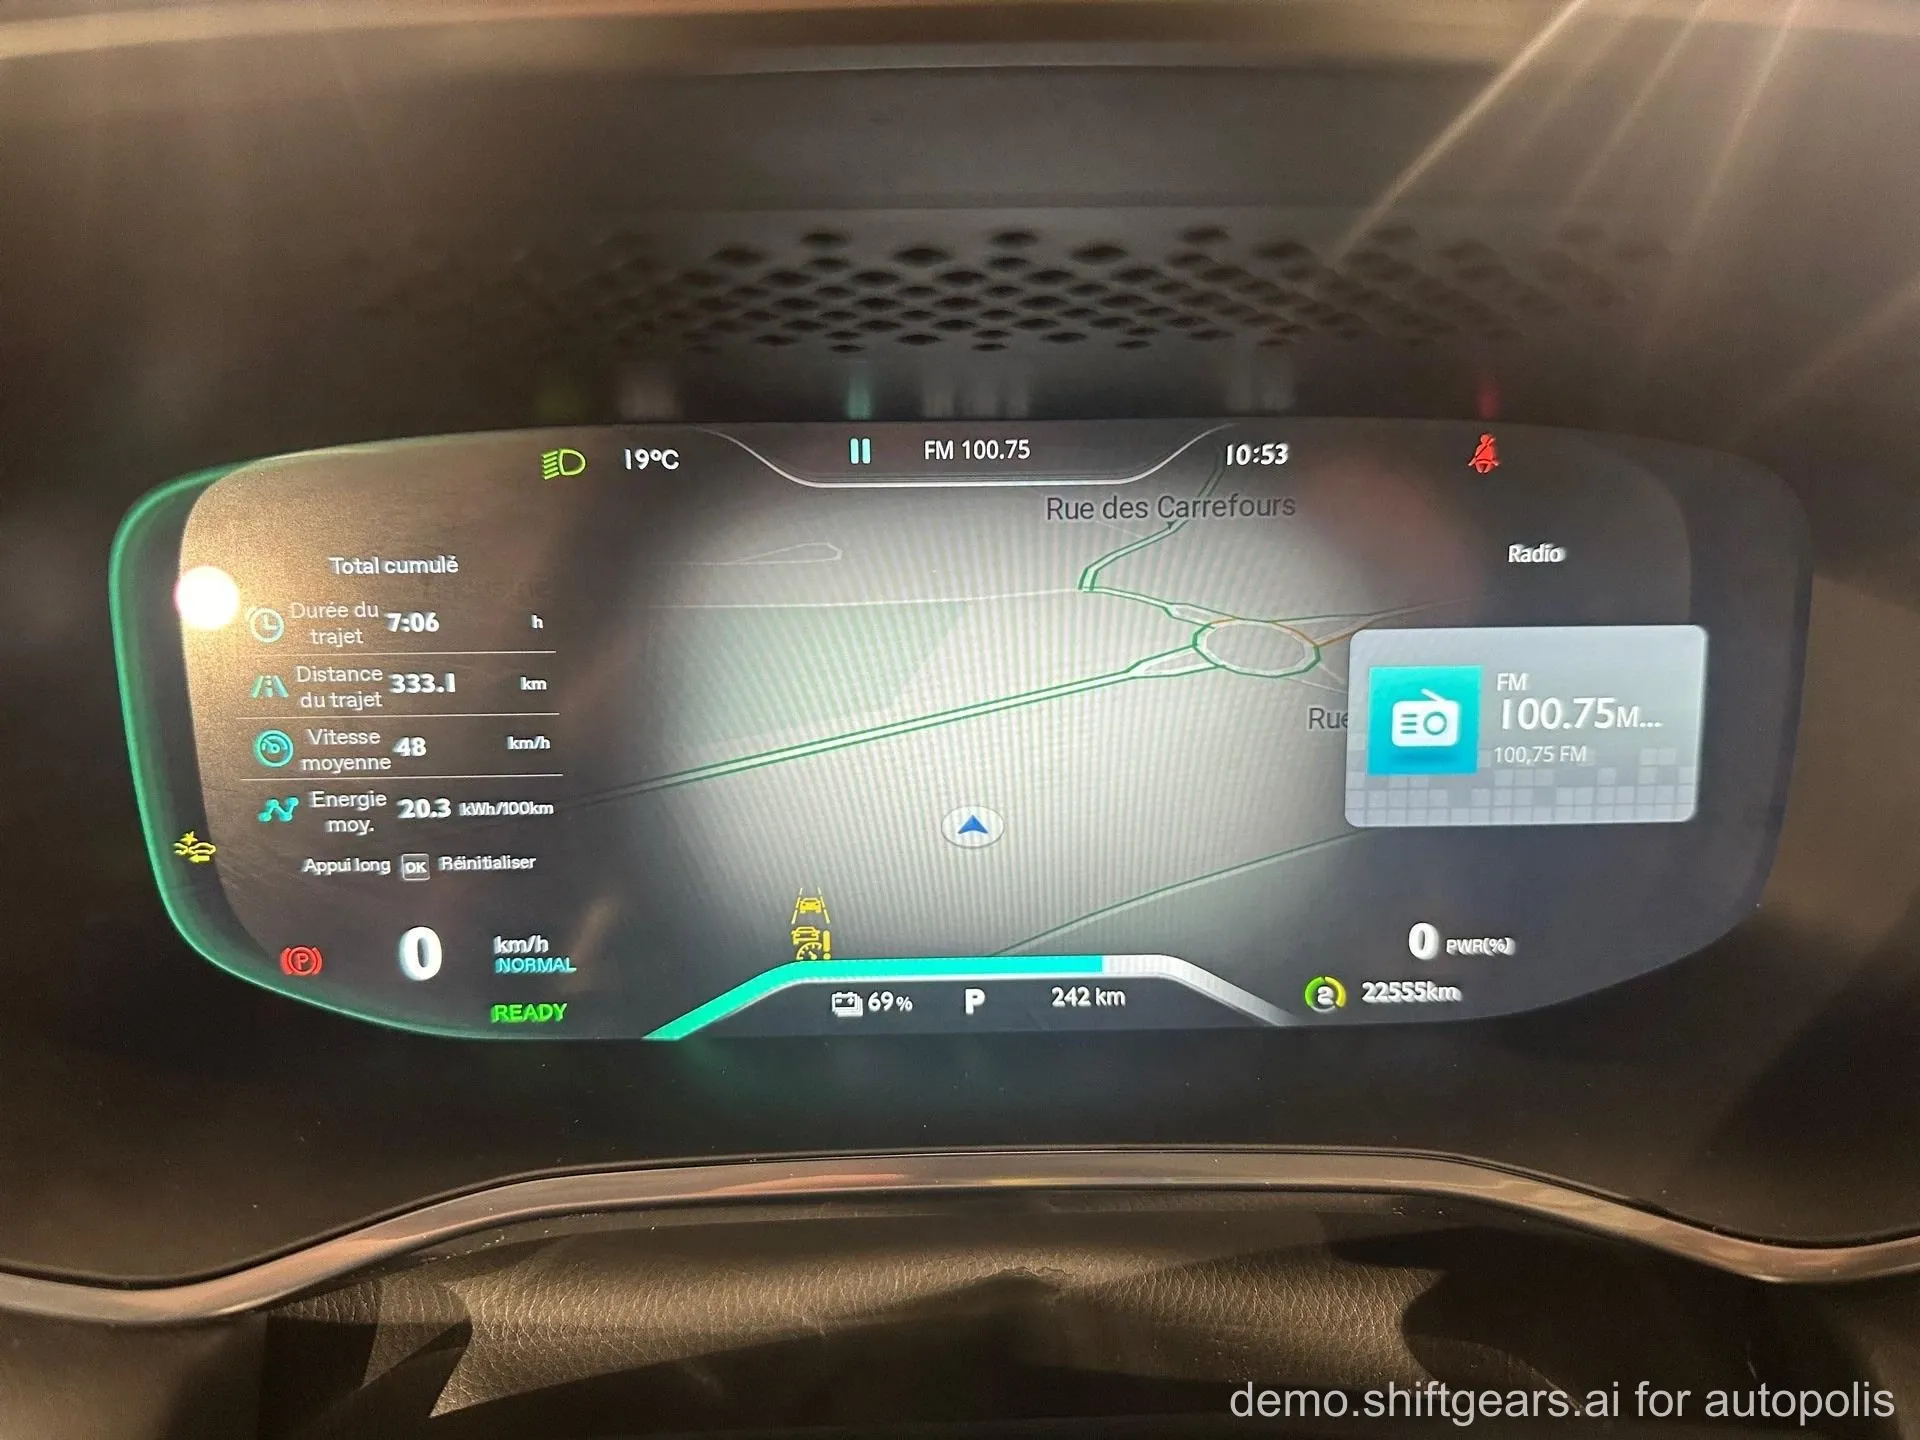 19°C
FM 100.75
10:53
Rue des Carrefours
Total cumulé
Radio
Durée du
trajet
7:06 h
Distance
du trajet
333.1 km
Vitesse
moyenne
48 km/h
Energie
moy.
20.3 kWh/100km
Appui long OK Réinitialiser
Rue
FM
100.75M...
100,75 FM
0 km/h
NORMAL
READY
69%
P
242 km
0 PWR(%)
2
22555km
demo.shiftgears.ai for autopolis